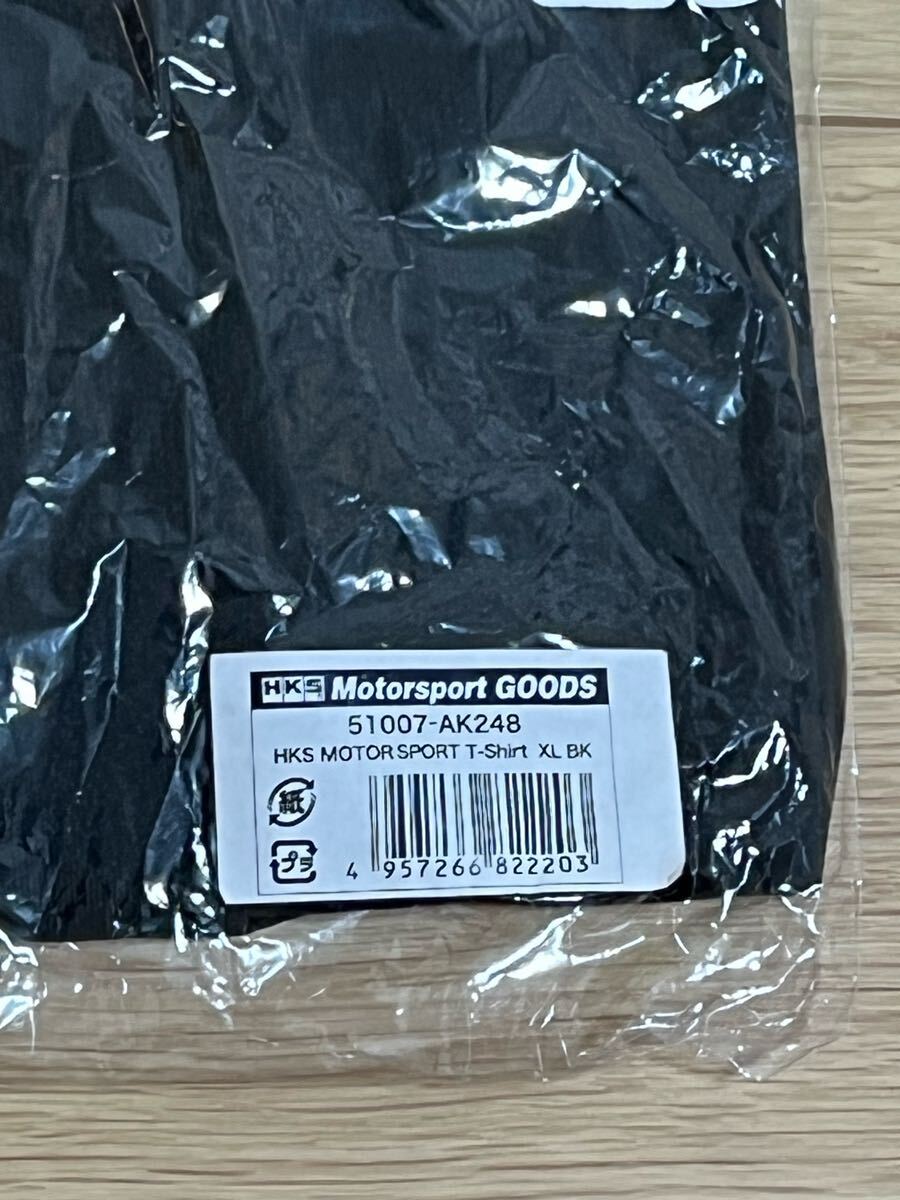 HKS Motorsport GOODS
51007-AK248
HKS MOTOR SPORT T-Shirt XL BK
紙
プラ
4 957266 822203